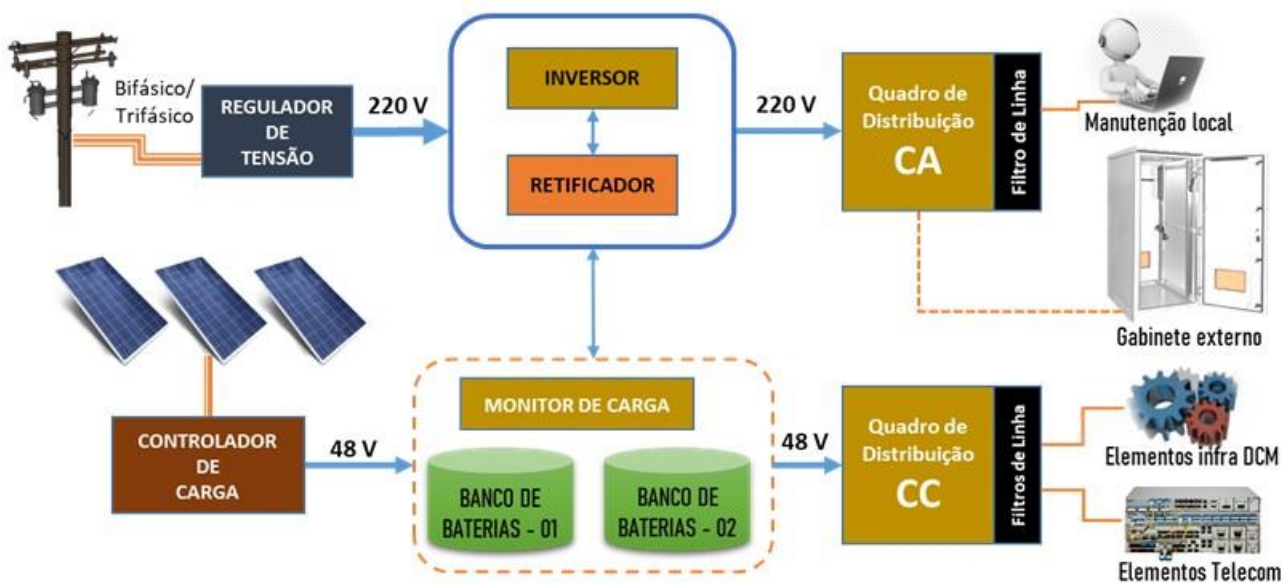 Bifásico/
Trifásico
REGULADOR
DE
TENSÃO
220 V
INVERSOR
RETIFICADOR
220 V
Quadro de
Distribuição
CA
Filtro de Linha
Manutenção local
Gabinete externo
CONTROLADOR
DE
CARGA
48 V
MONITOR DE CARGA
BANCO DE
BATERIAS - 01
BANCO DE
BATERIAS - 02
48 V
Quadro de
Distribuição
CC
Filtros de Linha
Elementos infra DCM
Elementos Telecom